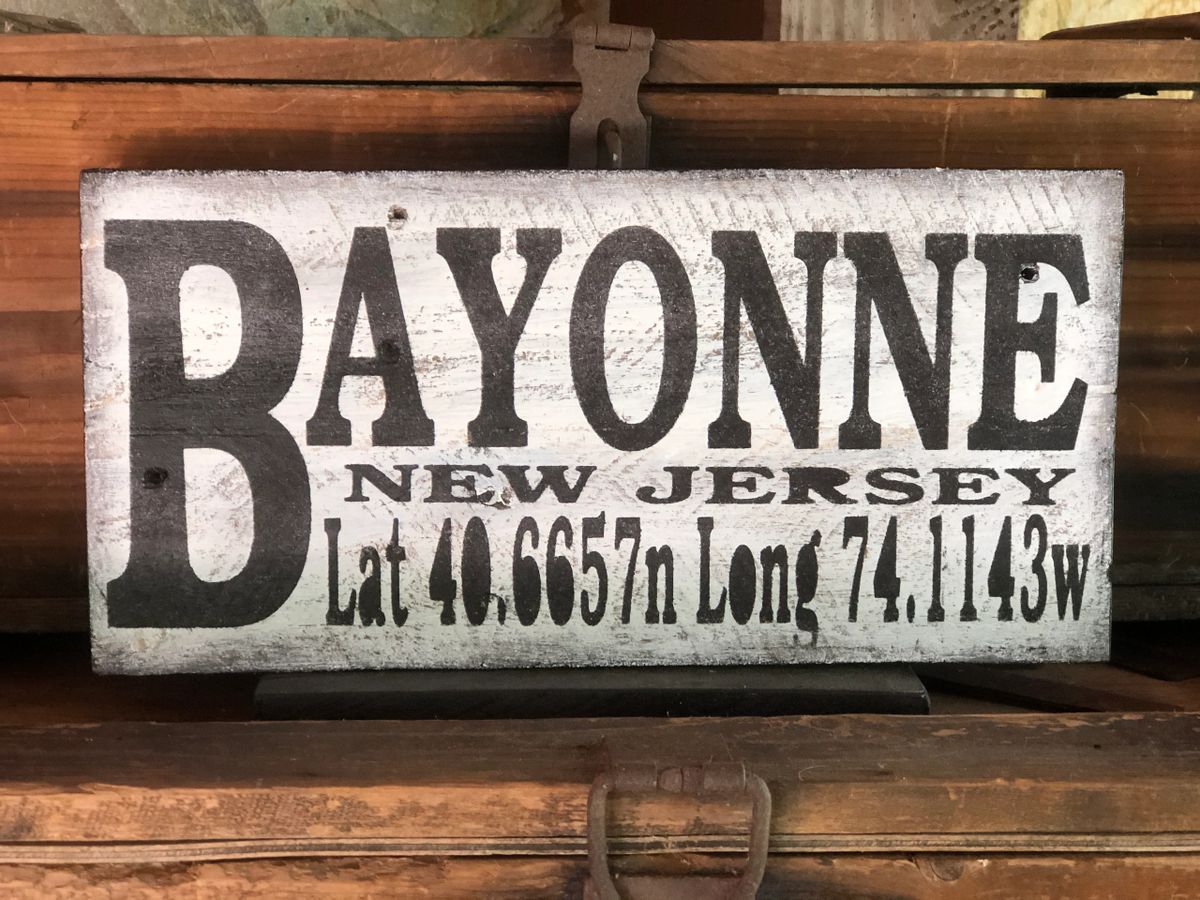 BAYONNE
NEW JERSEY
Lat 40.6657n Long 74.1143w